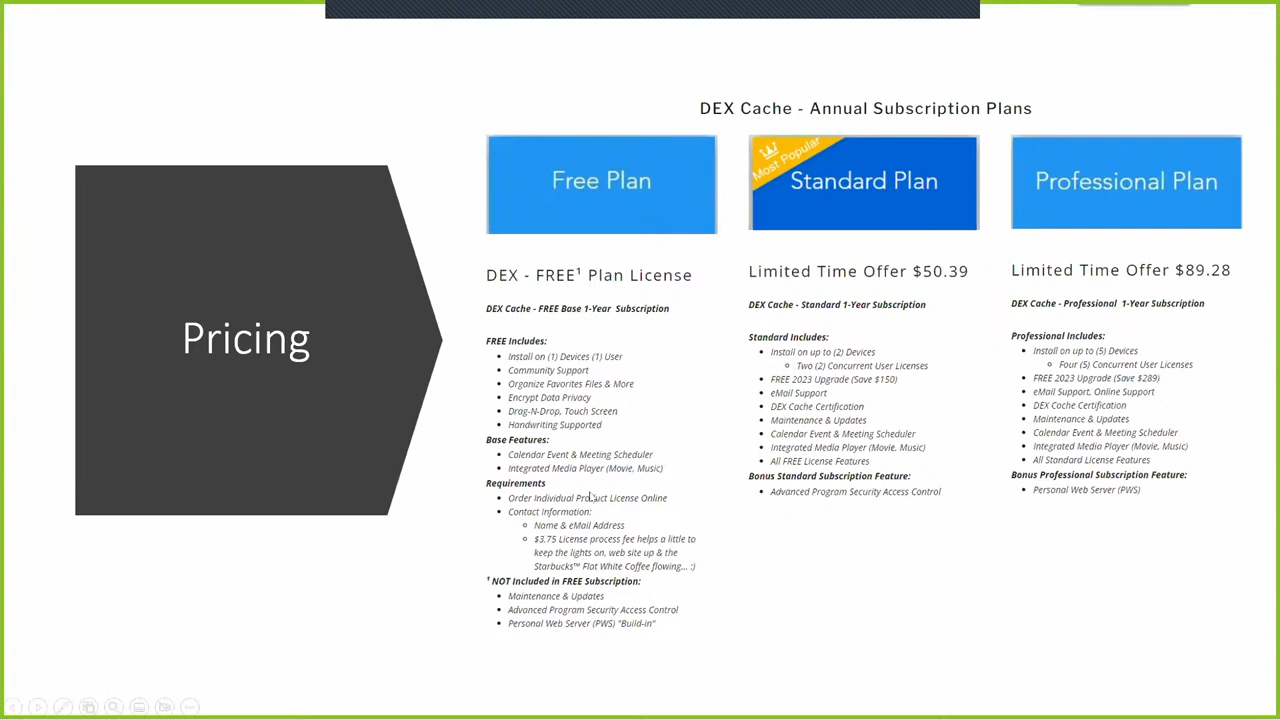 Pricing
DEX Cache - Annual Subscription Plans
Free Plan
DEX - FREE¹ Plan License
DEX Cache - FREE Base 1-Year Subscription
FREE Includes:
Install on (1) Devices (1) User
Community Support
Organize Favorites Files & More
Encrypt Data Privacy
Drag-N-Drop, Touch Screen
Handwriting Supported
Base Features:
Calendar Event & Meeting Scheduler
Integrated Media Player (Movie, Music)
Requirements
Order Individual Product License Online
Contact Information:
Name & eMail Address
$3.75 License process fee helps a little to
keep the lights on, web site up & the
Starbucks™ Flat White Coffee flowing... :)
¹ NOT Included in FREE Subscription:
Maintenance & Updates
Advanced Program Security Access Control
Personal Web Server (PWS) "Build-in"
Most Popular
Standard Plan
Limited Time Offer $50.39
DEX Cache - Standard 1-Year Subscription
Standard Includes:
Install on up to (2) Devices
Two (2) Concurrent User Licenses
FREE 2023 Upgrade (Save $150)
eMail Support
DEX Cache Certification
Maintenance & Updates
Calendar Event & Meeting Scheduler
Integrated Media Player (Movie, Music)
All FREE License Features
Bonus Standard Subscription Feature:
Advanced Program Security Access Control
Professional Plan
Limited Time Offer $89.28
DEX Cache - Professional 1-Year Subscription
Professional Includes:
Install on up to (5) Devices
Four (5) Concurrent User Licenses
FREE 2023 Upgrade (Save $289)
eMail Support, Online Support
DEX Cache Certification
Maintenance & Updates
Calendar Event & Meeting Scheduler
Integrated Media Player (Movie, Music)
All Standard License Features
Bonus Professional Subscription Feature:
Personal Web Server (PWS)